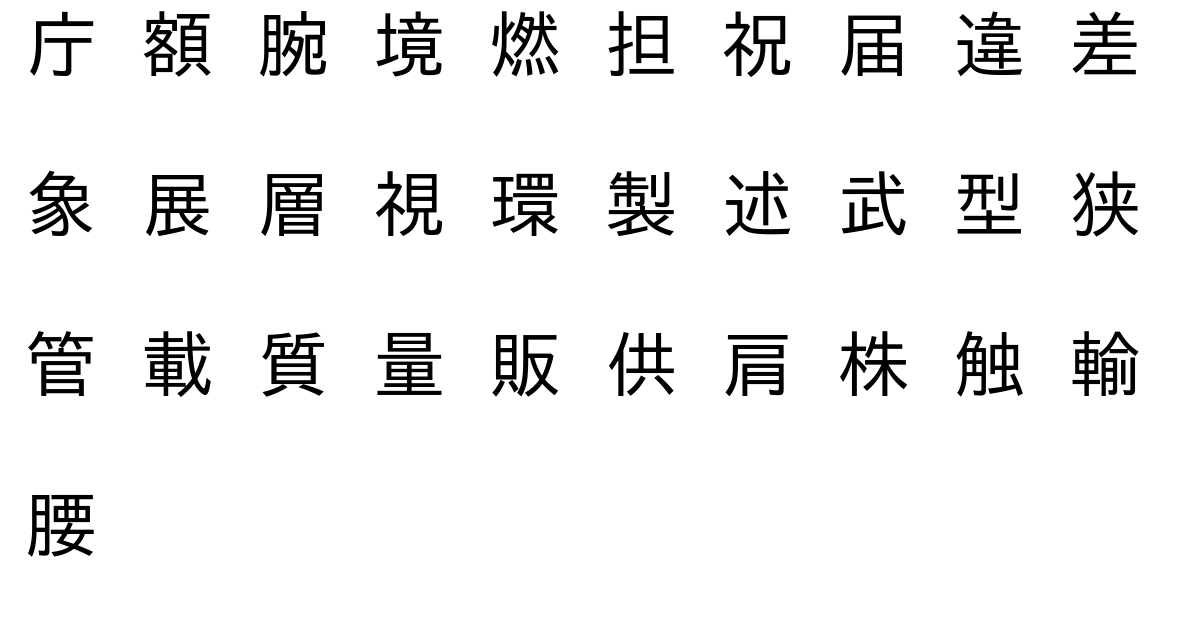 庁 額 腕 境 燃 担 祝 届 違 差
象 展 層 視 環 製 述 武 型 狭
管 載 質 量 販 供 肩 株 触 輸
腰